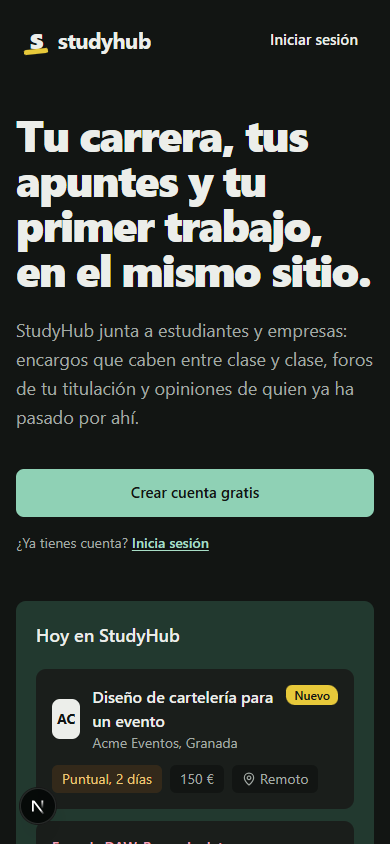 S studyhub
Iniciar sesión
Tu carrera, tus
apuntes y tu
primer trabajo,
en el mismo sitio.
StudyHub junta a estudiantes y empresas:
encargos que caben entre clase y clase, foros
de tu titulación y opiniones de quien ya ha
pasado por ahí.
Crear cuenta gratis
¿Ya tienes cuenta? Inicia sesión
Hoy en StudyHub
AC
Diseño de cartelería para
un evento
Nuevo
Acme Eventos, Granada
Puntual, 2 días
150 €
Remoto
N